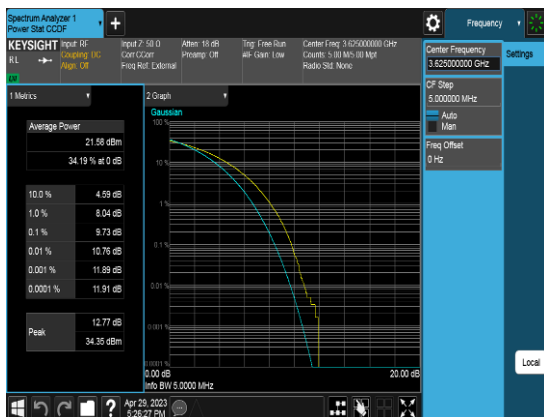 Spectrum Analyzer 1
Power Stat CCDF
+
Frequency
KEYSIGHT
RL
Input: RF
Coupling: DC
Align: Off
Input Z: 50 Ω
Corr CCorr
Freq Ref: External
Atten: 18 dB
Preamp: Off
Trig: Free Run
#IF Gain: Low
Center Freq: 3.625000000 GHz
Counts: 5.00 M/5.00 Mpt
Radio Std: None
Center Frequency
3.625000000 GHz
Settings
CF Step
5.000000 MHz
Auto
Man
Freq Offset
0 Hz
1 Metrics
Average Power
21.58 dBm
34.19 % at 0 dB
10.0 % 4.59 dB
1.0 % 8.04 dB
0.1 % 9.73 dB
0.01 % 10.76 dB
0.001 % 11.89 dB
0.0001 % 11.91 dB
Peak
12.77 dB
34.35 dBm
2 Graph
Gaussian
100 %
10 %
1 %
0.1 %
0.01 %
0.001 %
0.0001 %
0.00 dB
20.00 dB
Info BW 5.0000 MHz
Local
?
Apr 29, 2023
5:26:27 PM